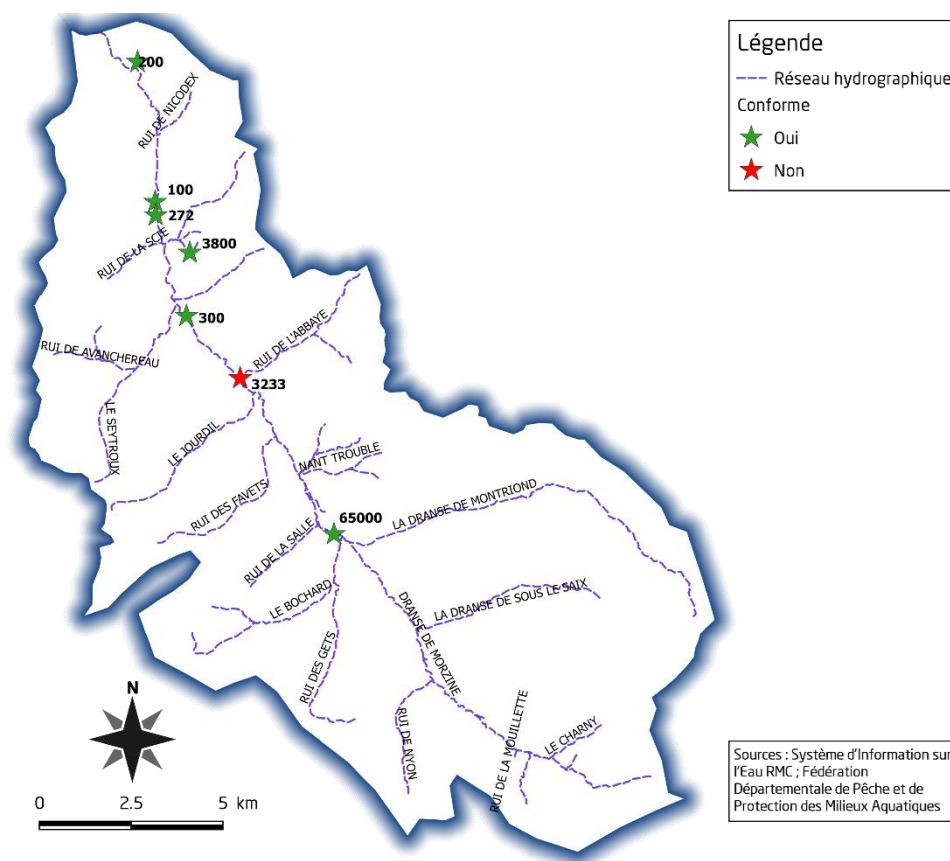 Légende
Réseau hydrographique
Conforme
Oui
Non
200
RUI DE NICODEX
100
272
RUI DE LA SCIE
3800
300
RUI DE AVANCHEREAU
RUI DE L'ABBAYE
3233
LE SEYTROUX
LE JOURDIL
NANT TROUBLE
RUI DES FAVETS
65000
LA DRANSE DE MONTRIOND
RUI DE LA SALLE
LE BOCHARD
LA DRANSE DE SOUS LE SAIX
DRANSE DE MORZINE
RUI DES GETS
RUI DE NYON
RUI DE LA MOUILLETTE
LE CHARNY
N
0 2.5 5 km
Sources : Système d'Information sur
l'Eau RMC ; Fédération
Départementale de Pêche et de
Protection des Milieux Aquatiques